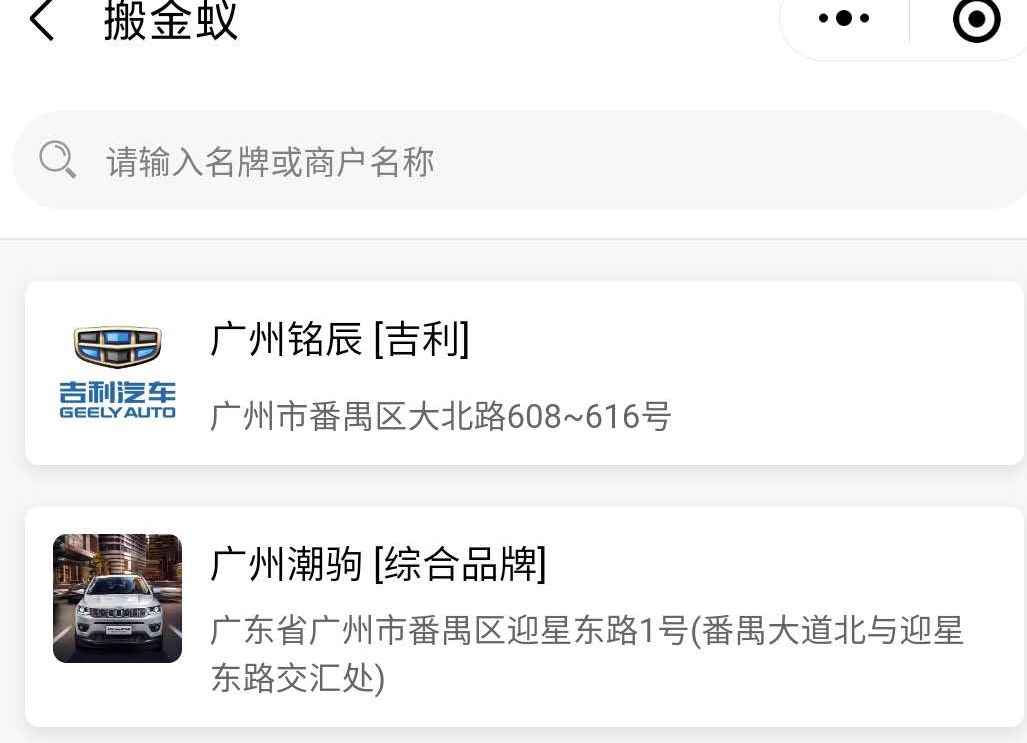 搬金蚁
请输入名牌或商户名称
广州铭辰 [吉利]
吉利汽车
GEELY AUTO
广州市番禺区大北路608~616号
广州潮驹 [综合品牌]
广东省广州市番禺区迎星东路1号(番禺大道北与迎星
东路交汇处)